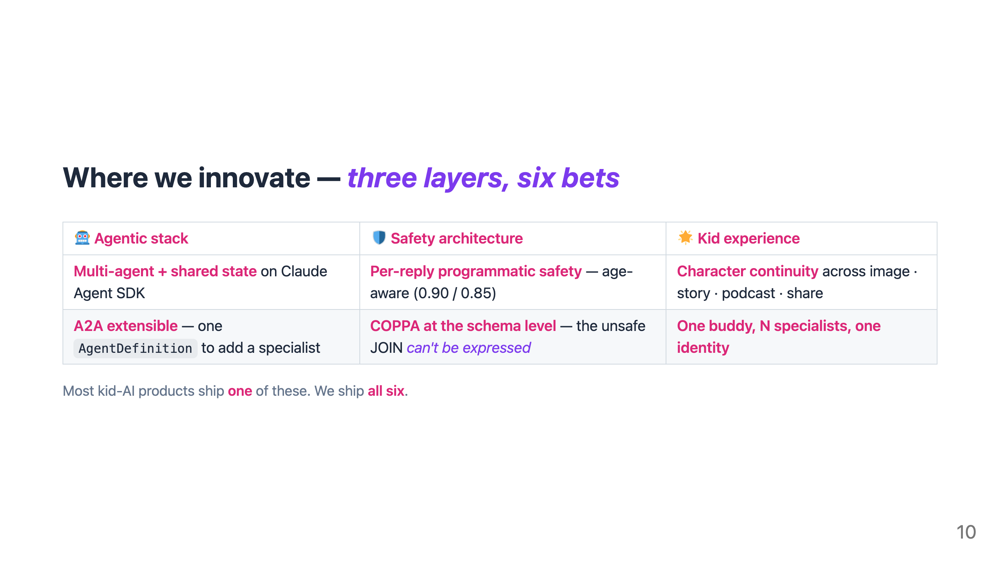 Where we innovate — three layers, six bets
🤖 Agentic stack
🛡️ Safety architecture
🌟 Kid experience
Multi-agent + shared state on Claude
Agent SDK
Per-reply programmatic safety — age-
aware (0.90 / 0.85)
Character continuity across image ·
story · podcast · share
A2A extensible — one
AgentDefinition to add a specialist
COPPA at the schema level — the unsafe
JOIN can't be expressed
One buddy, N specialists, one
identity
Most kid-AI products ship one of these. We ship all six.
10